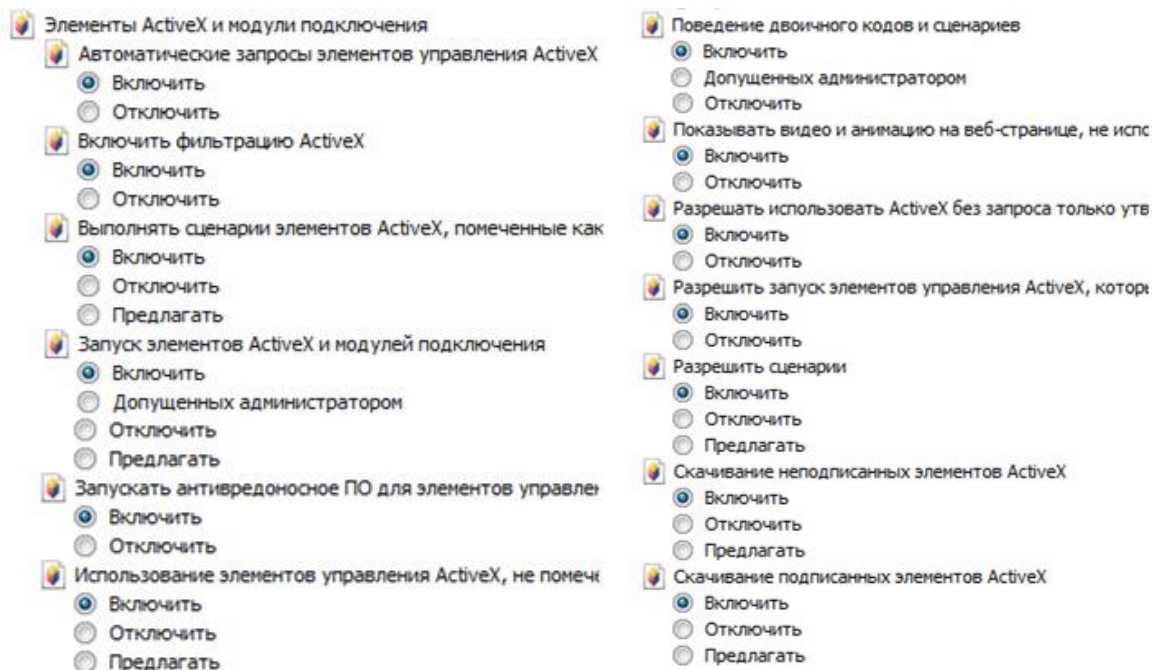 Элементы ActiveX и модули подключения
Автоматические запросы элементов управления ActiveX
Включить
Отключить
Включить фильтрацию ActiveX
Включить
Отключить
Выполнять сценарии элементов ActiveX, помеченные как
Включить
Отключить
Предлагать
Запуск элементов ActiveX и модулей подключения
Включить
Допущенных администратором
Отключить
Предлагать
Запускать антивредоносное ПО для элементов управлен
Включить
Отключить
Использование элементов управления ActiveX, не помече
Включить
Отключить
Предлагать
Поведение двоичного кодов и сценариев
Включить
Допущенных администратором
Отключить
Показывать видео и анимацию на веб-странице, не испо
Включить
Отключить
Разрешать использовать ActiveX без запроса только утв
Включить
Отключить
Разрешить запуск элементов управления ActiveX, которы
Включить
Отключить
Разрешить сценарии
Включить
Отключить
Предлагать
Скачивание неподписанных элементов ActiveX
Включить
Отключить
Предлагать
Скачивание подписанных элементов ActiveX
Включить
Отключить
Предлагать